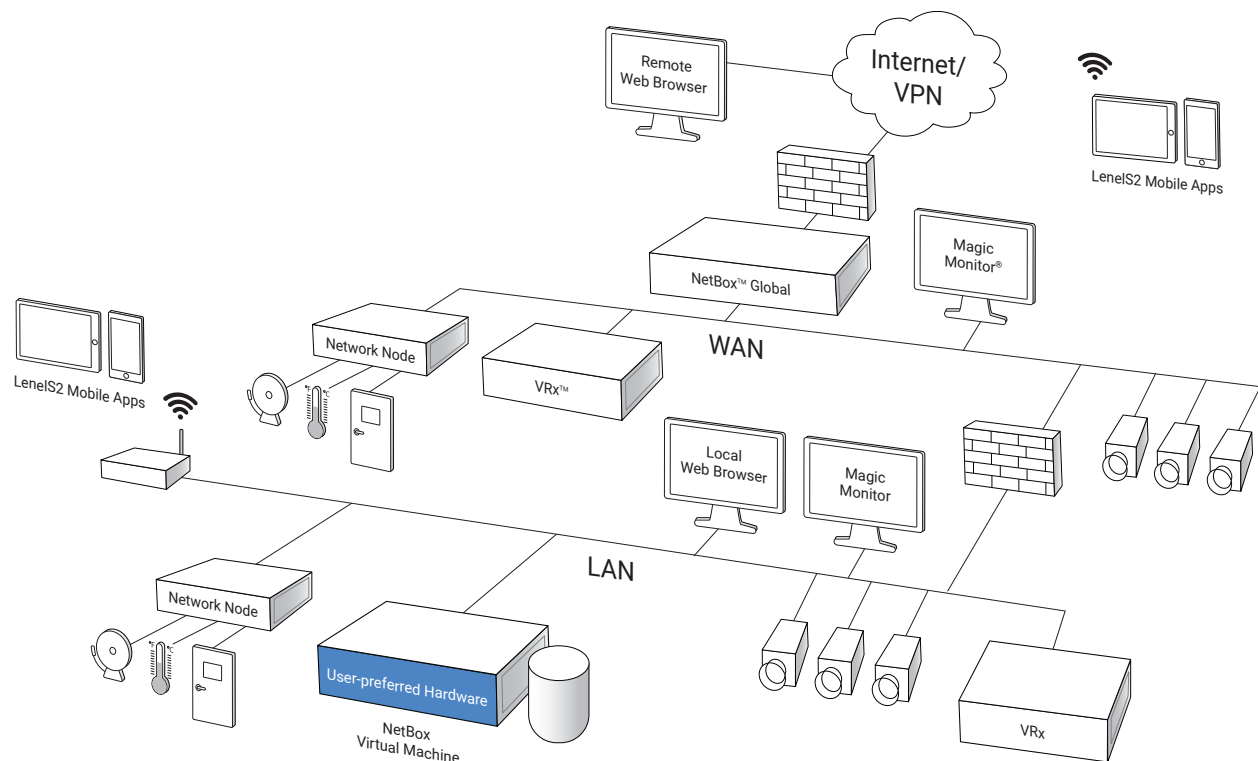 Remote
Web Browser
Internet/
VPN
LenelS2 Mobile Apps
Magic
Monitor®
NetBox™ Global
WAN
Network Node
VRx™
°F
°C
LenelS2 Mobile Apps
Local
Web Browser
Magic
Monitor
LAN
Network Node
°F
°C
User-preferred Hardware
NetBox
Virtual Machine
VRx